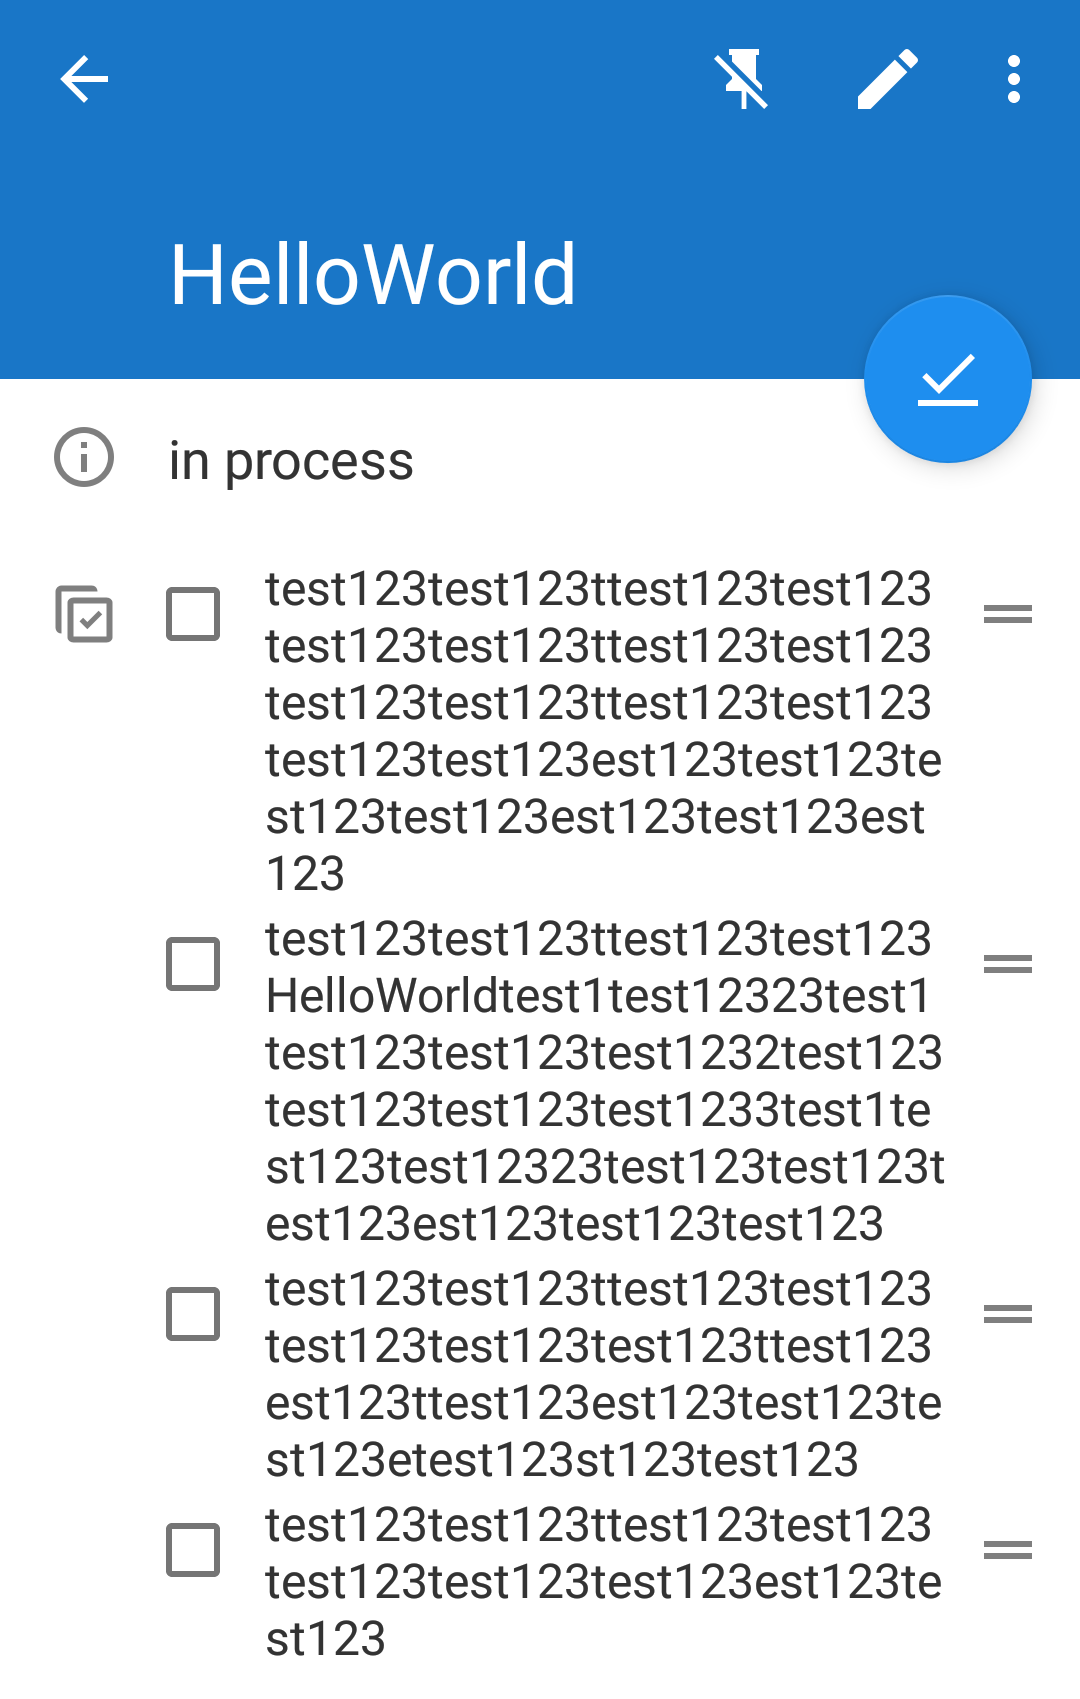 HelloWorld
in process
test123test123ttest123test123
test123test123ttest123test123
test123test123ttest123test123
test123test123est123test123te
st123test123est123test123est
123
test123test123ttest123test123
HelloWorldtest1test12323test1
test123test123test1232test123
test123test123test1233test1te
st123test12323test123test123t
est123est123test123test123
test123test123ttest123test123
test123test123test123ttest123
est123ttest123est123test123te
st123etest123st123test123
test123test123ttest123test123
test123test123test123est123te
st123